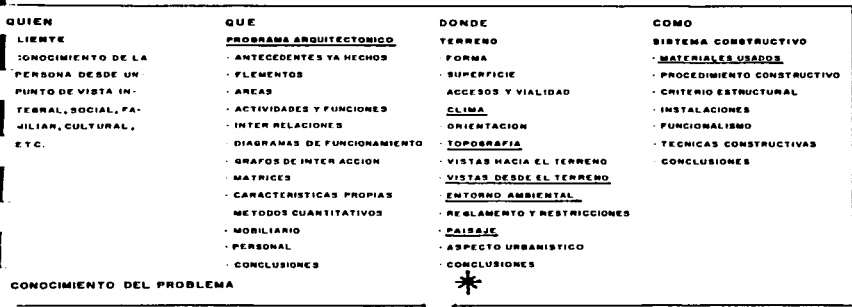 QUIEN
LIENTE
CONOCIMIENTO DE LA
PERSONA DESDE UN
PUNTO DE VISTA IN-
TEGRAL, SOCIAL, FA-
MILIAR, CULTURAL,
ETC.
QUE
PROGRAMA ARQUITECTONICO
· ANTECEDENTES YA HECHOS
· ELEMENTOS
· AREAS
· ACTIVIDADES Y FUNCIONES
· INTER RELACIONES
· DIAGRAMAS DE FUNCIONAMIENTO
· GRAFOS DE INTER ACCION
· MATRICES
· CARACTERISTICAS PROPIAS
METODOS CUANTITATIVOS
· MOBILIARIO
· PERSONAL
· CONCLUSIONES
DONDE
TERRENO
· FORMA
· SUPERFICIE
ACCESOS Y VIALIDAD
CLIMA
· ORIENTACION
· TOPOGRAFIA
· VISTAS HACIA EL TERRENO
· VISTAS DESDE EL TERRENO
· ENTORNO AMBIENTAL
· REGLAMENTO Y RESTRICCIONES
· PAISAJE
· ASPECTO URBANISTICO
· CONCLUSIONES
COMO
SISTEMA CONSTRUCTIVO
· MATERIALES USADOS
· PROCEDIMIENTO CONSTRUCTIVO
· CRITERIO ESTRUCTURAL
· INSTALACIONES
· FUNCIONALISMO
· TECNICAS CONSTRUCTIVAS
CONCLUSIONES
CONOCIMIENTO DEL PROBLEMA